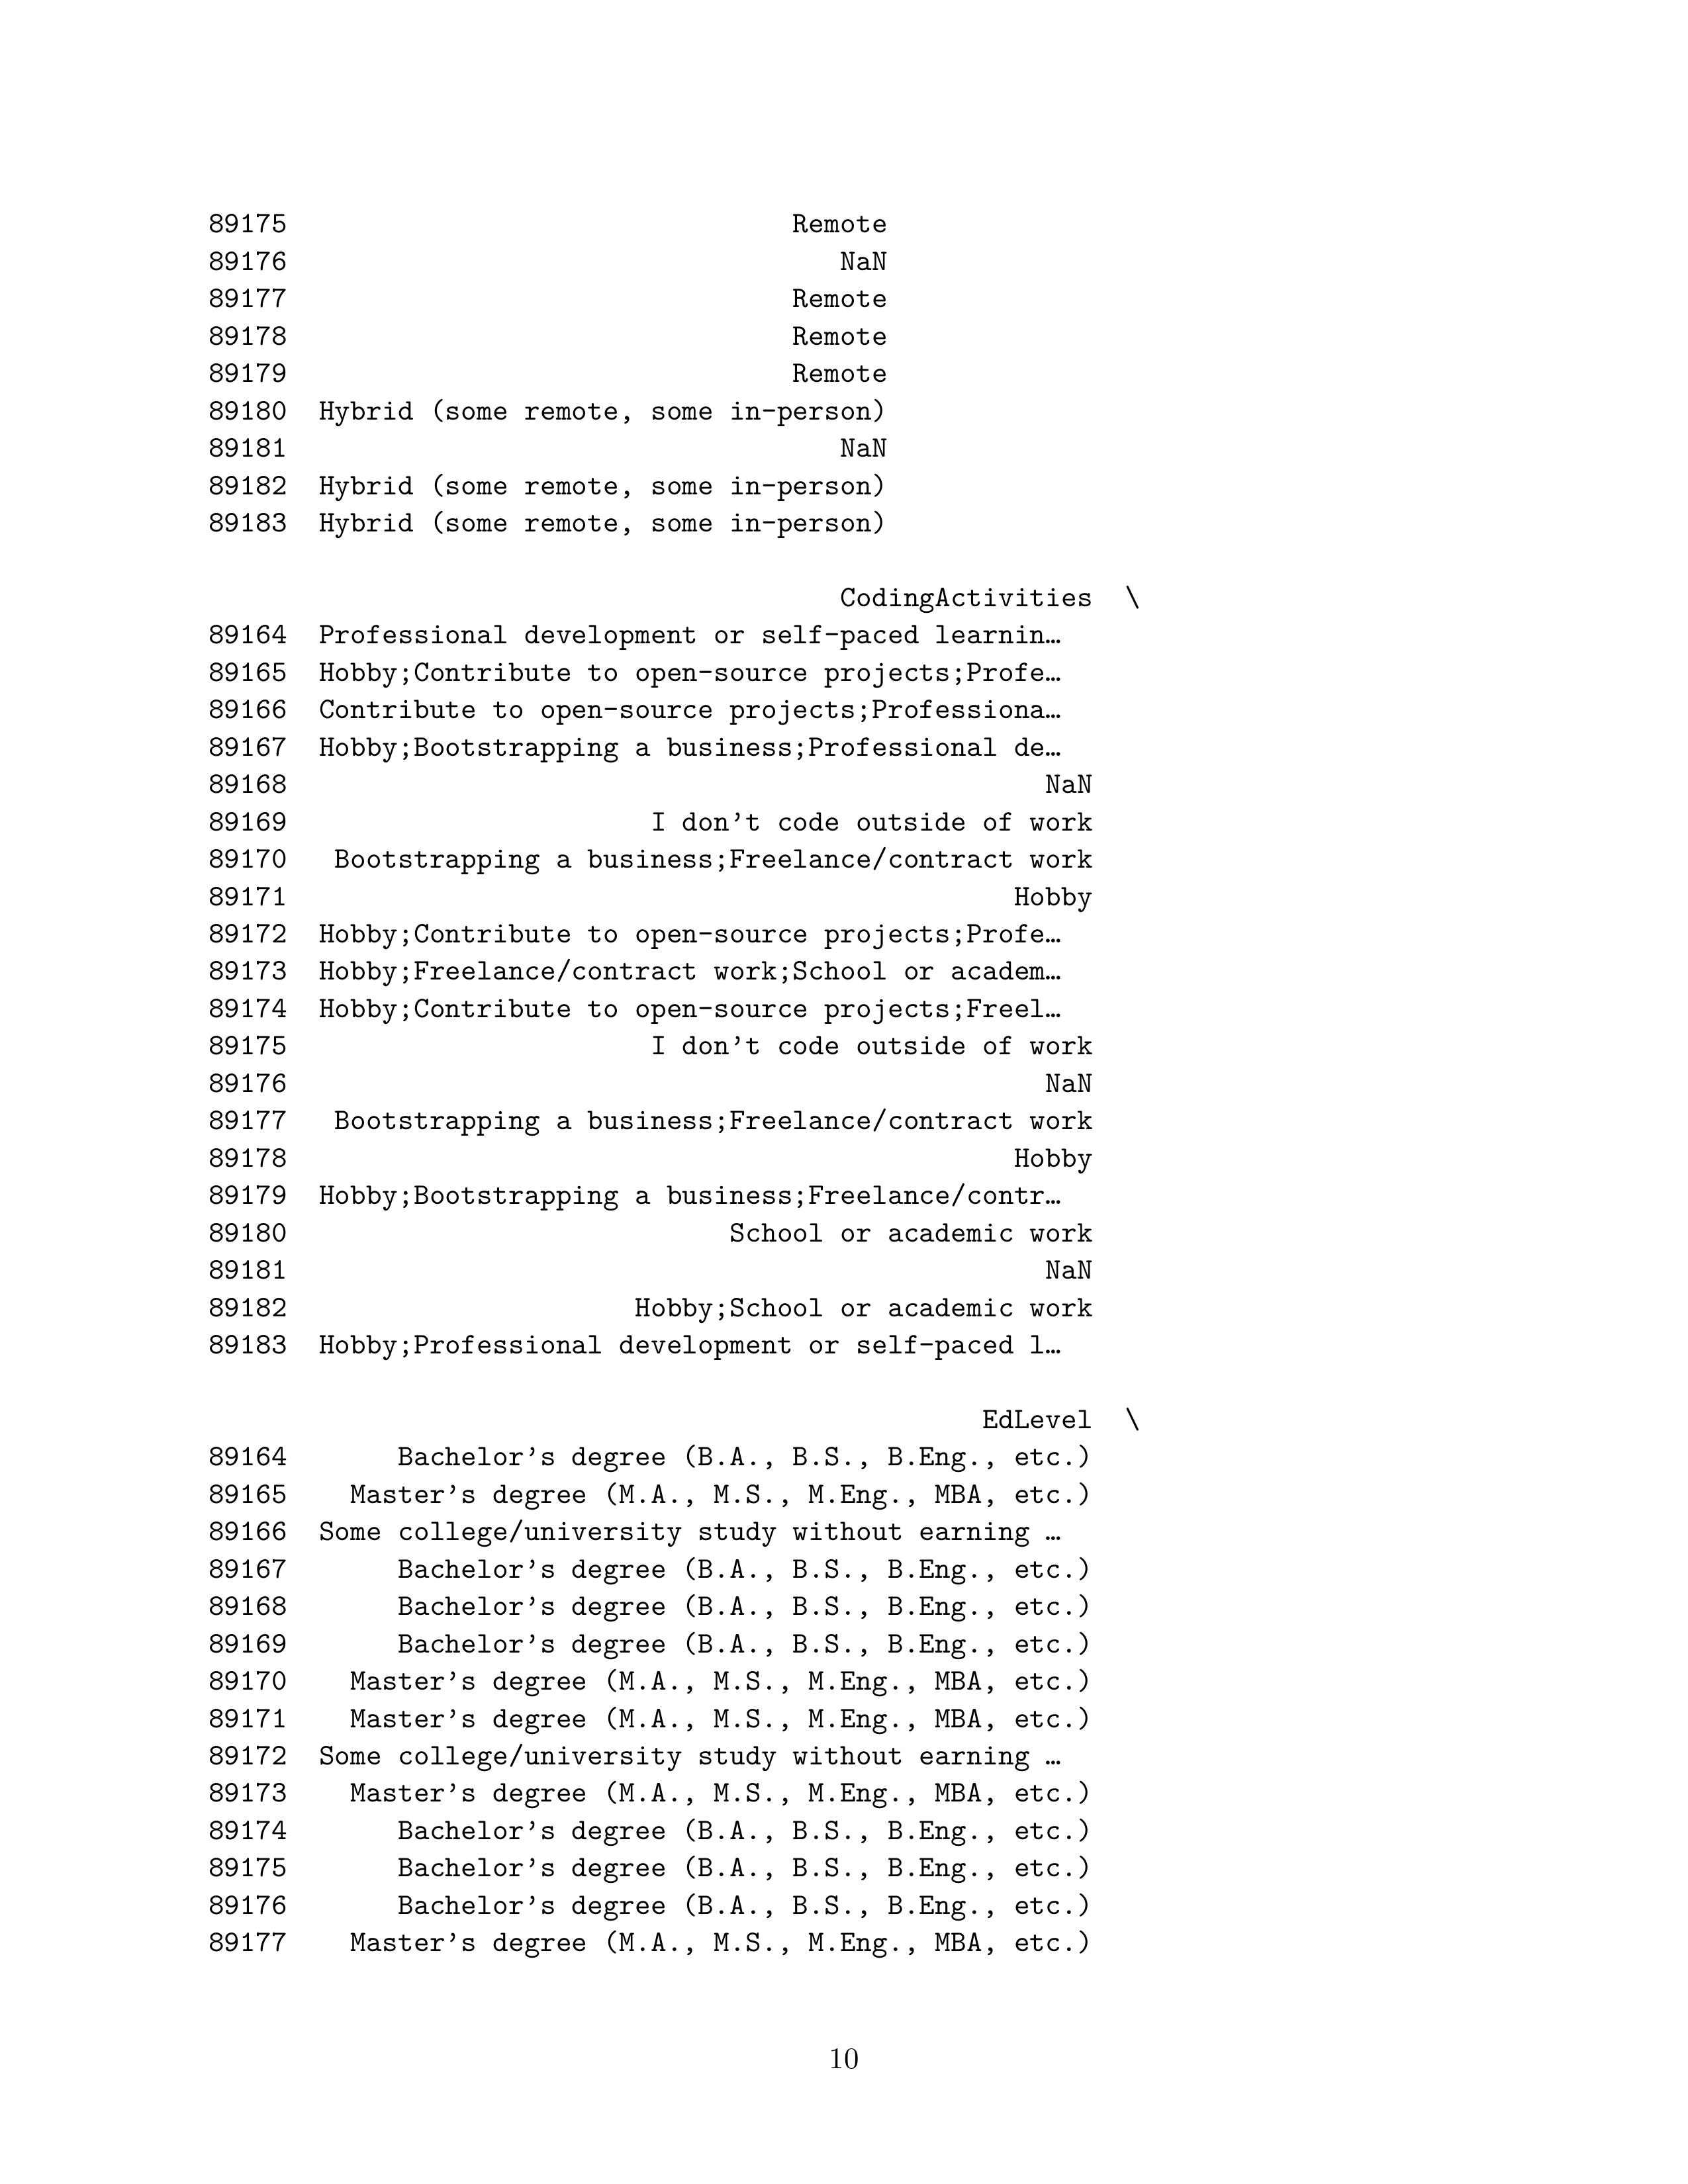 89175 Remote
89176 NaN
89177 Remote
89178 Remote
89179 Remote
89180 Hybrid (some remote, some in-person)
89181 NaN
89182 Hybrid (some remote, some in-person)
89183 Hybrid (some remote, some in-person)
CodingActivities \
89164 Professional development or self-paced learnin…
89165 Hobby;Contribute to open-source projects;Profe…
89166 Contribute to open-source projects;Professiona…
89167 Hobby;Bootstrapping a business;Professional de…
89168 NaN
89169 I don't code outside of work
89170 Bootstrapping a business;Freelance/contract work
89171 Hobby
89172 Hobby;Contribute to open-source projects;Profe…
89173 Hobby;Freelance/contract work;School or academ…
89174 Hobby;Contribute to open-source projects;Freel…
89175 I don't code outside of work
89176 NaN
89177 Bootstrapping a business;Freelance/contract work
89178 Hobby
89179 Hobby;Bootstrapping a business;Freelance/contr…
89180 School or academic work
89181 NaN
89182 Hobby;School or academic work
89183 Hobby;Professional development or self-paced l…
EdLevel \
89164 Bachelor's degree (B.A., B.S., B.Eng., etc.)
89165 Master's degree (M.A., M.S., M.Eng., MBA, etc.)
89166 Some college/university study without earning …
89167 Bachelor's degree (B.A., B.S., B.Eng., etc.)
89168 Bachelor's degree (B.A., B.S., B.Eng., etc.)
89169 Bachelor's degree (B.A., B.S., B.Eng., etc.)
89170 Master's degree (M.A., M.S., M.Eng., MBA, etc.)
89171 Master's degree (M.A., M.S., M.Eng., MBA, etc.)
89172 Some college/university study without earning …
89173 Master's degree (M.A., M.S., M.Eng., MBA, etc.)
89174 Bachelor's degree (B.A., B.S., B.Eng., etc.)
89175 Bachelor's degree (B.A., B.S., B.Eng., etc.)
89176 Bachelor's degree (B.A., B.S., B.Eng., etc.)
89177 Master's degree (M.A., M.S., M.Eng., MBA, etc.)
10